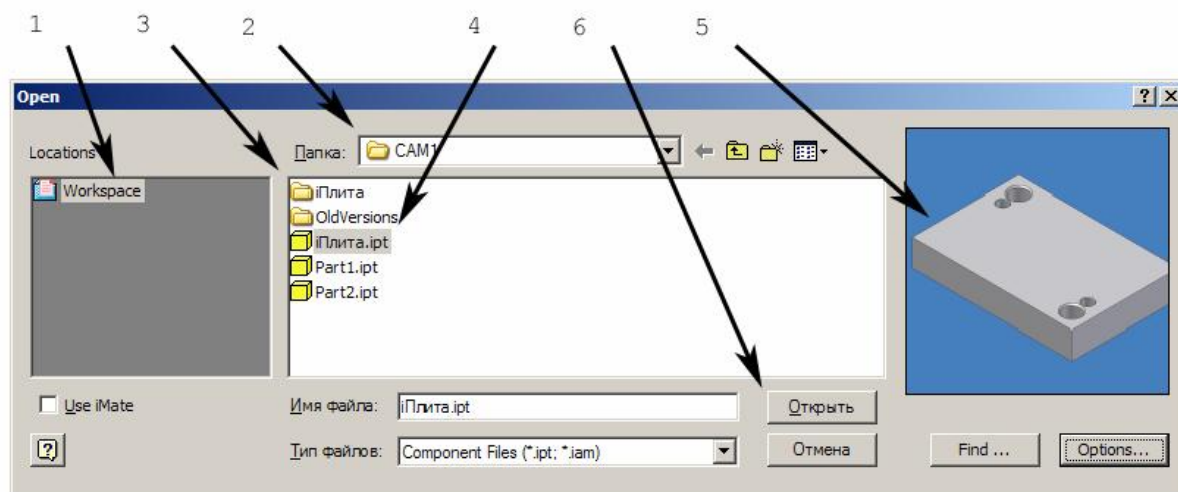 1 3 2 4 6 5
Open
Locations Папка: CAM1
Workspace
iПлита
OldVersions
iПлита.ipt
Part1.ipt
Part2.ipt
Use iMate Имя файла: iПлита.ipt Открыть
Тип файлов: Component Files (*.ipt; *.iam) Отмена Find ... Options...